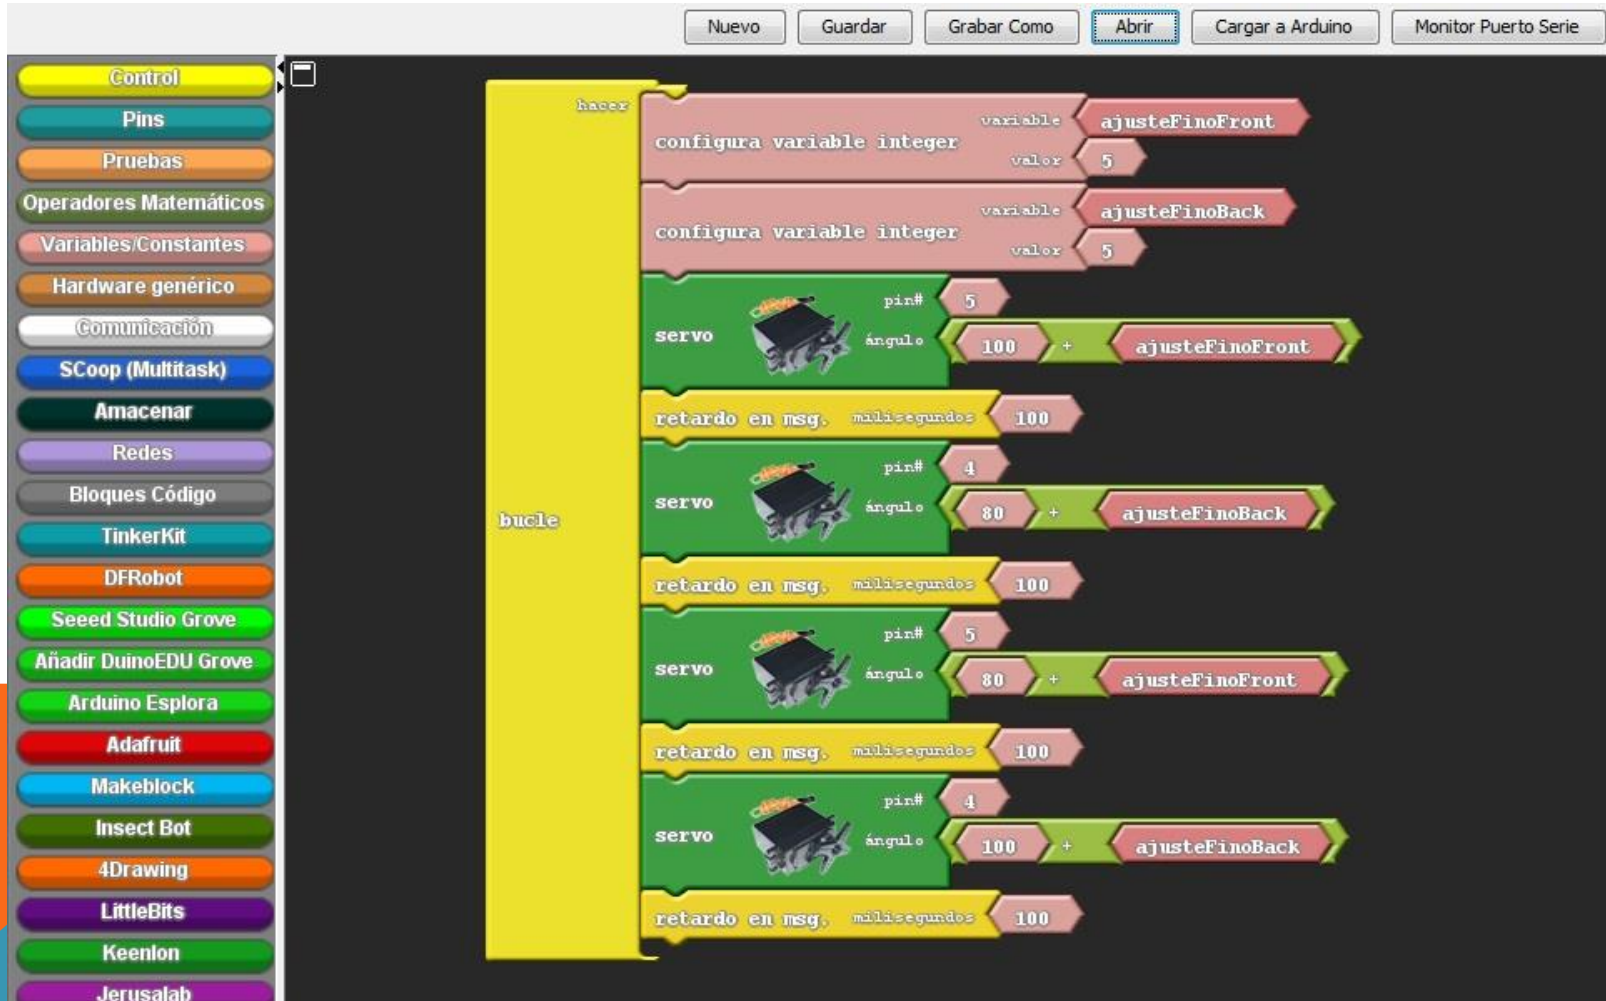 Nuevo
Guardar
Grabar Como
Abrir
Cargar a Arduino
Monitor Puerto Serie
Control
Pins
Pruebas
Operadores Matemáticos
Variables/Constantes
Hardware genérico
Comunicación
SCoop (Multitask)
Amacenar
Redes
Bloques Código
TinkerKit
DFRobot
Seeed Studio Grove
Añadir DuinoEDU Grove
Arduino Esplora
Adafruit
Makeblock
Insect Bot
4Drawing
LittleBits
Keenlon
Jerusalab
bucle
hacer
configura variable integer
variable ajusteFinoFront
valor 5
configura variable integer
variable ajusteFinoBack
valor 5
servo
pin# 5
ángulo 100 + ajusteFinoFront
retardo en msg. milisegundos 100
servo
pin# 4
ángulo 80 + ajusteFinoBack
retardo en msg. milisegundos 100
servo
pin# 5
ángulo 80 + ajusteFinoFront
retardo en msg. milisegundos 100
servo
pin# 4
ángulo 100 + ajusteFinoBack
retardo en msg. milisegundos 100